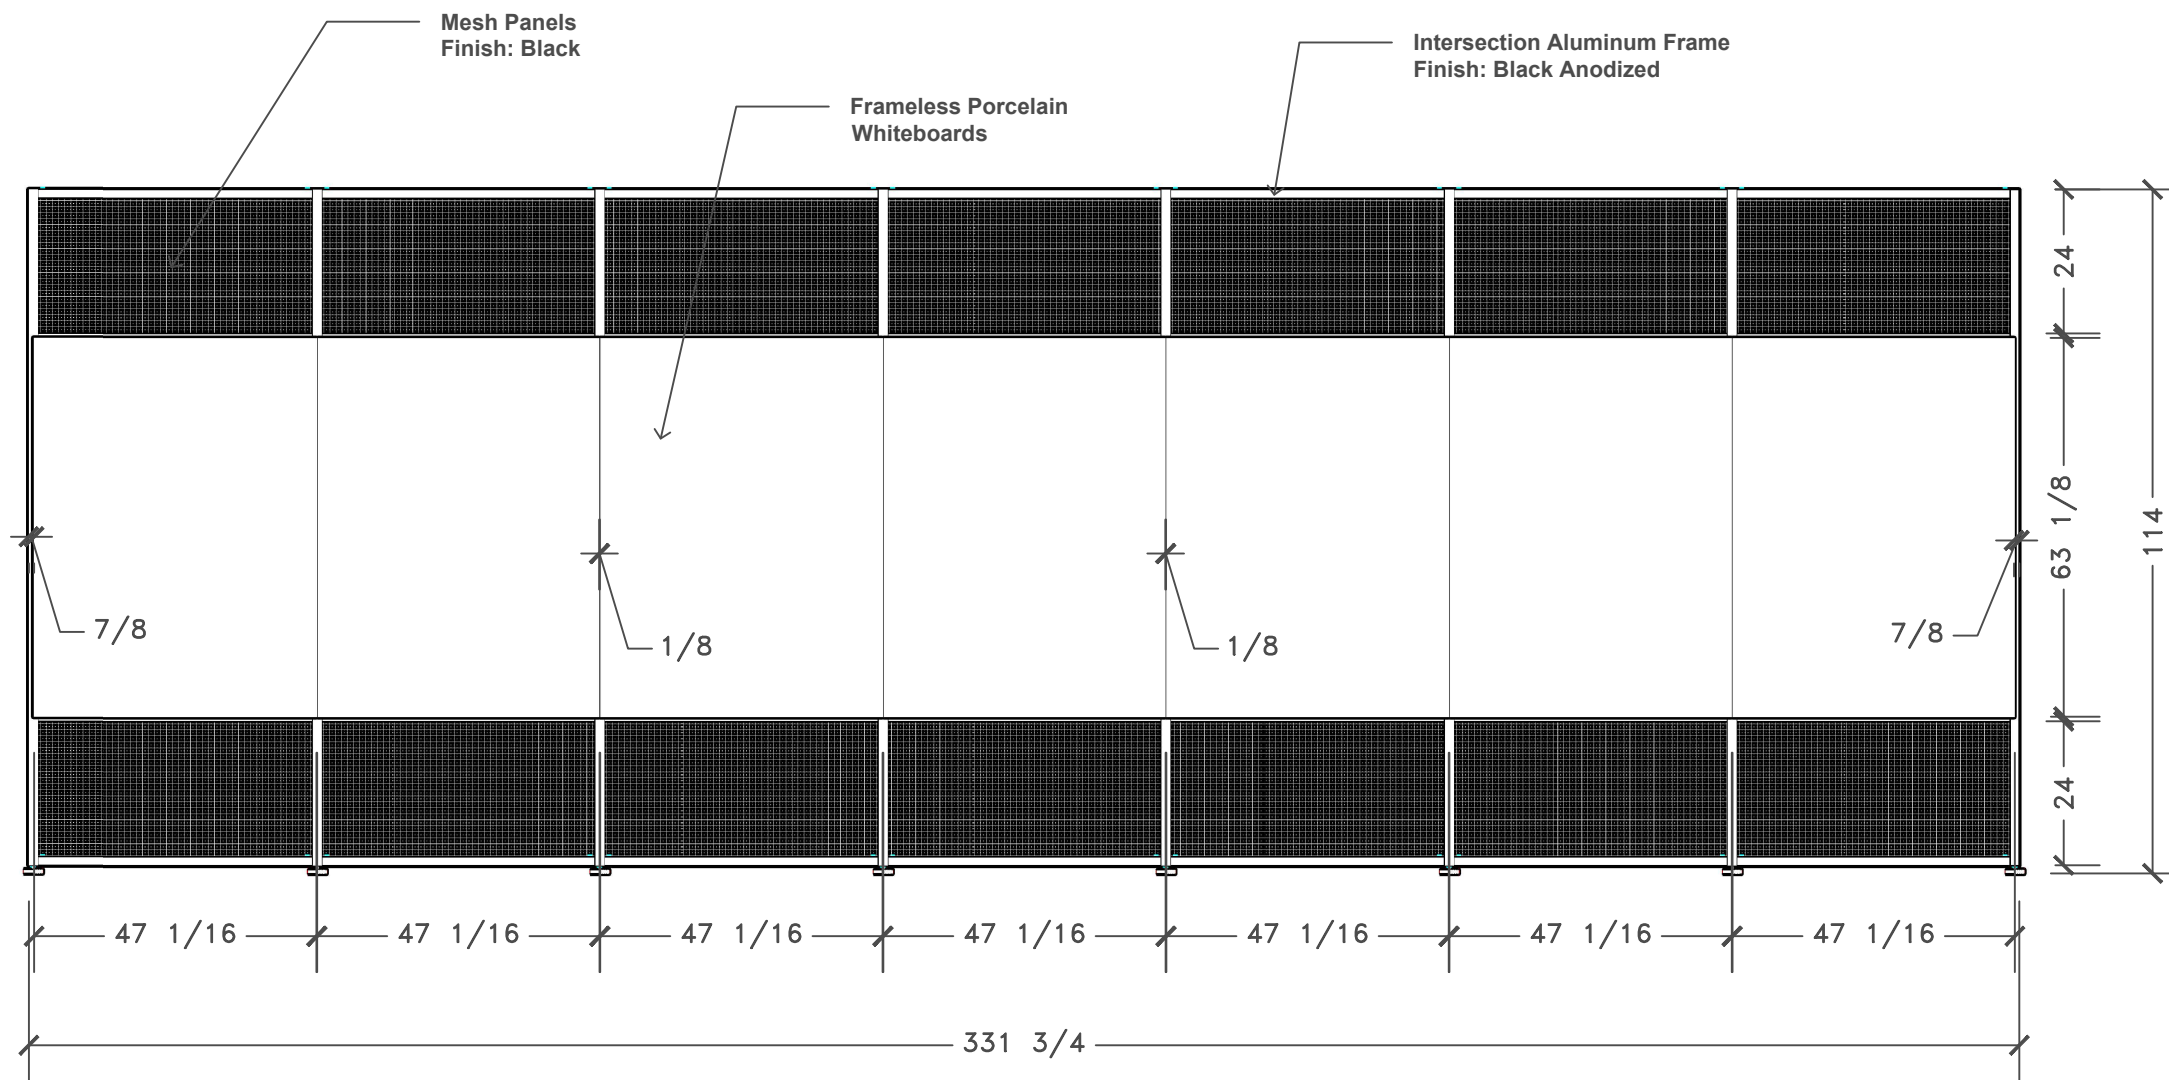 Mesh Panels
Finish: Black
Intersection Aluminum Frame
Finish: Black Anodized
Frameless Porcelain
Whiteboards
24
63 1/8
114
24
7/8
1/8
1/8
7/8
47 1/16
47 1/16
47 1/16
47 1/16
47 1/16
47 1/16
47 1/16
331 3/4